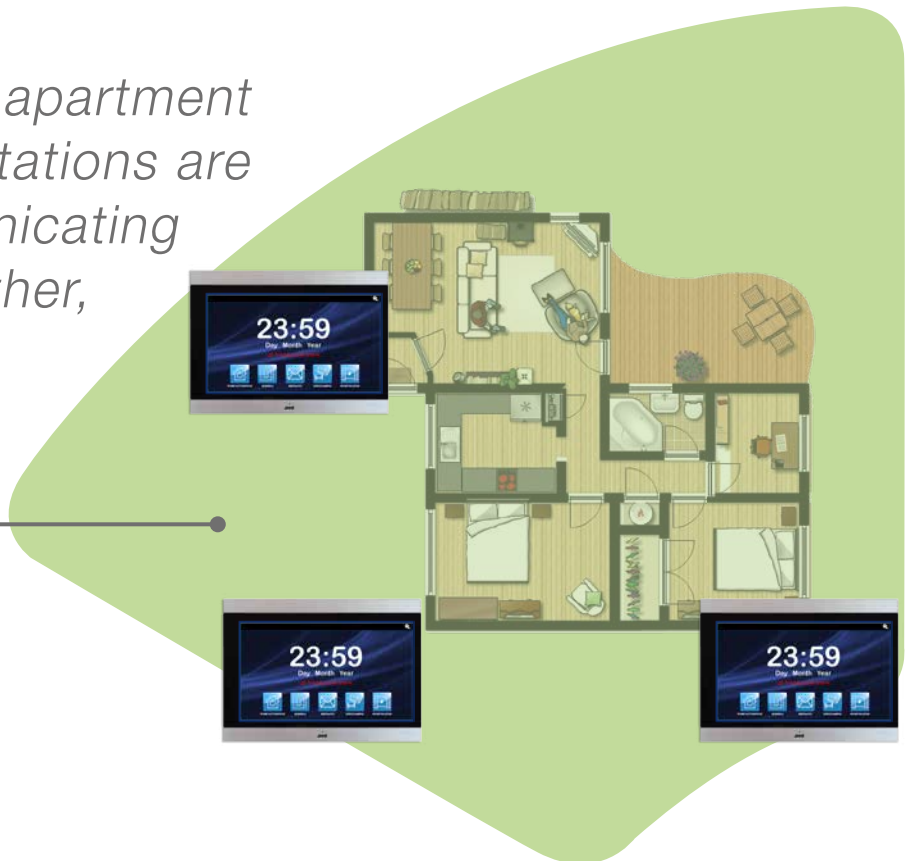 apartment
tations are
nicating
ther,
23:59
Day Month Year
23:59
Day Month Year
23:59
Day Month Year